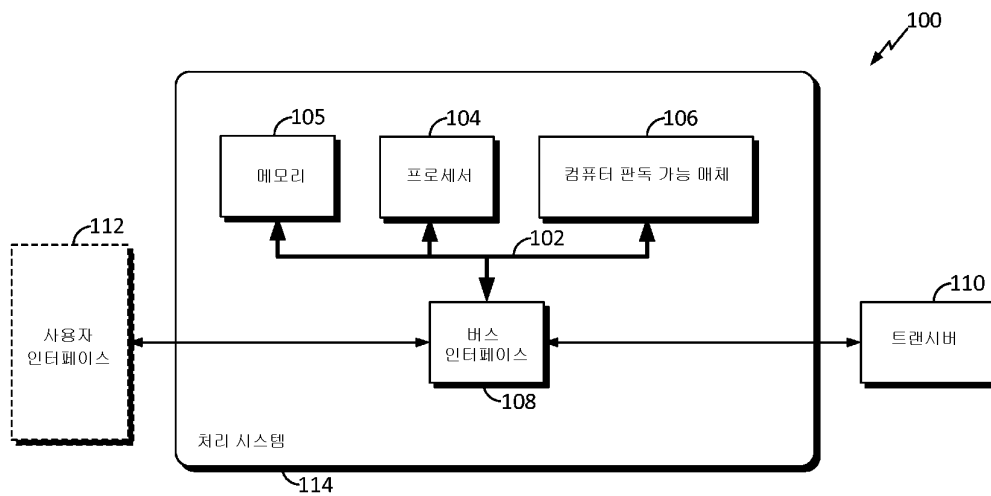 100
105
104
106
메모리
프로세서
컴퓨터 판독 가능 매체
112
102
110
사용자
인터페이스
버스
인터페이스
트랜시버
108
처리 시스템
114